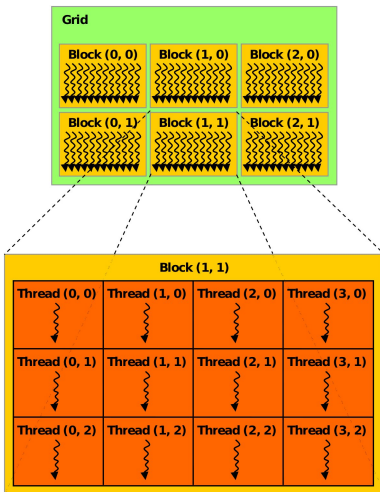 Grid
Block (0, 0) Block (1, 0) Block (2, 0)
Block (0, 1) Block (1, 1) Block (2, 1)
Block (1, 1)
Thread (0, 0) Thread (1, 0) Thread (2, 0) Thread (3, 0)
Thread (0, 1) Thread (1, 1) Thread (2, 1) Thread (3, 1)
Thread (0, 2) Thread (1, 2) Thread (2, 2) Thread (3, 2)